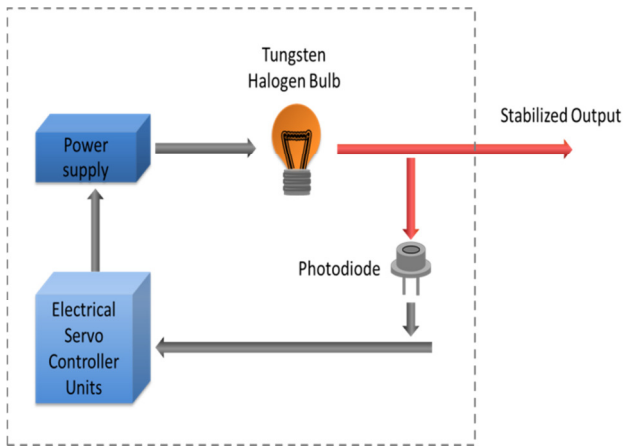 Tungsten
Halogen Bulb
Stabilized Output
Power
supply
Photodiode
Electrical
Servo
Controller
Units